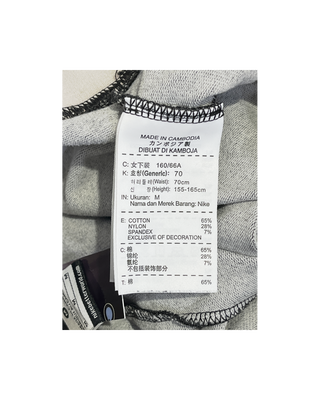 MADE IN CAMBODIA
カンボジア製
DIBUAT DI KAMBOJA
C: 女下装 160/66A
K: 호칭(Generic): 70
허리둘레(Waist): 70cm
신장(Height): 155-165cm
IN: Ukuran: M
Nama dan Merek Barang: Nike
E: COTTON 65%
NYLON 28%
SPANDEX 7%
EXCLUSIVE OF DECORATION
C: 棉 65%
锦纶 28%
氨纶 7%
不包括装饰部分
T: 棉 65%